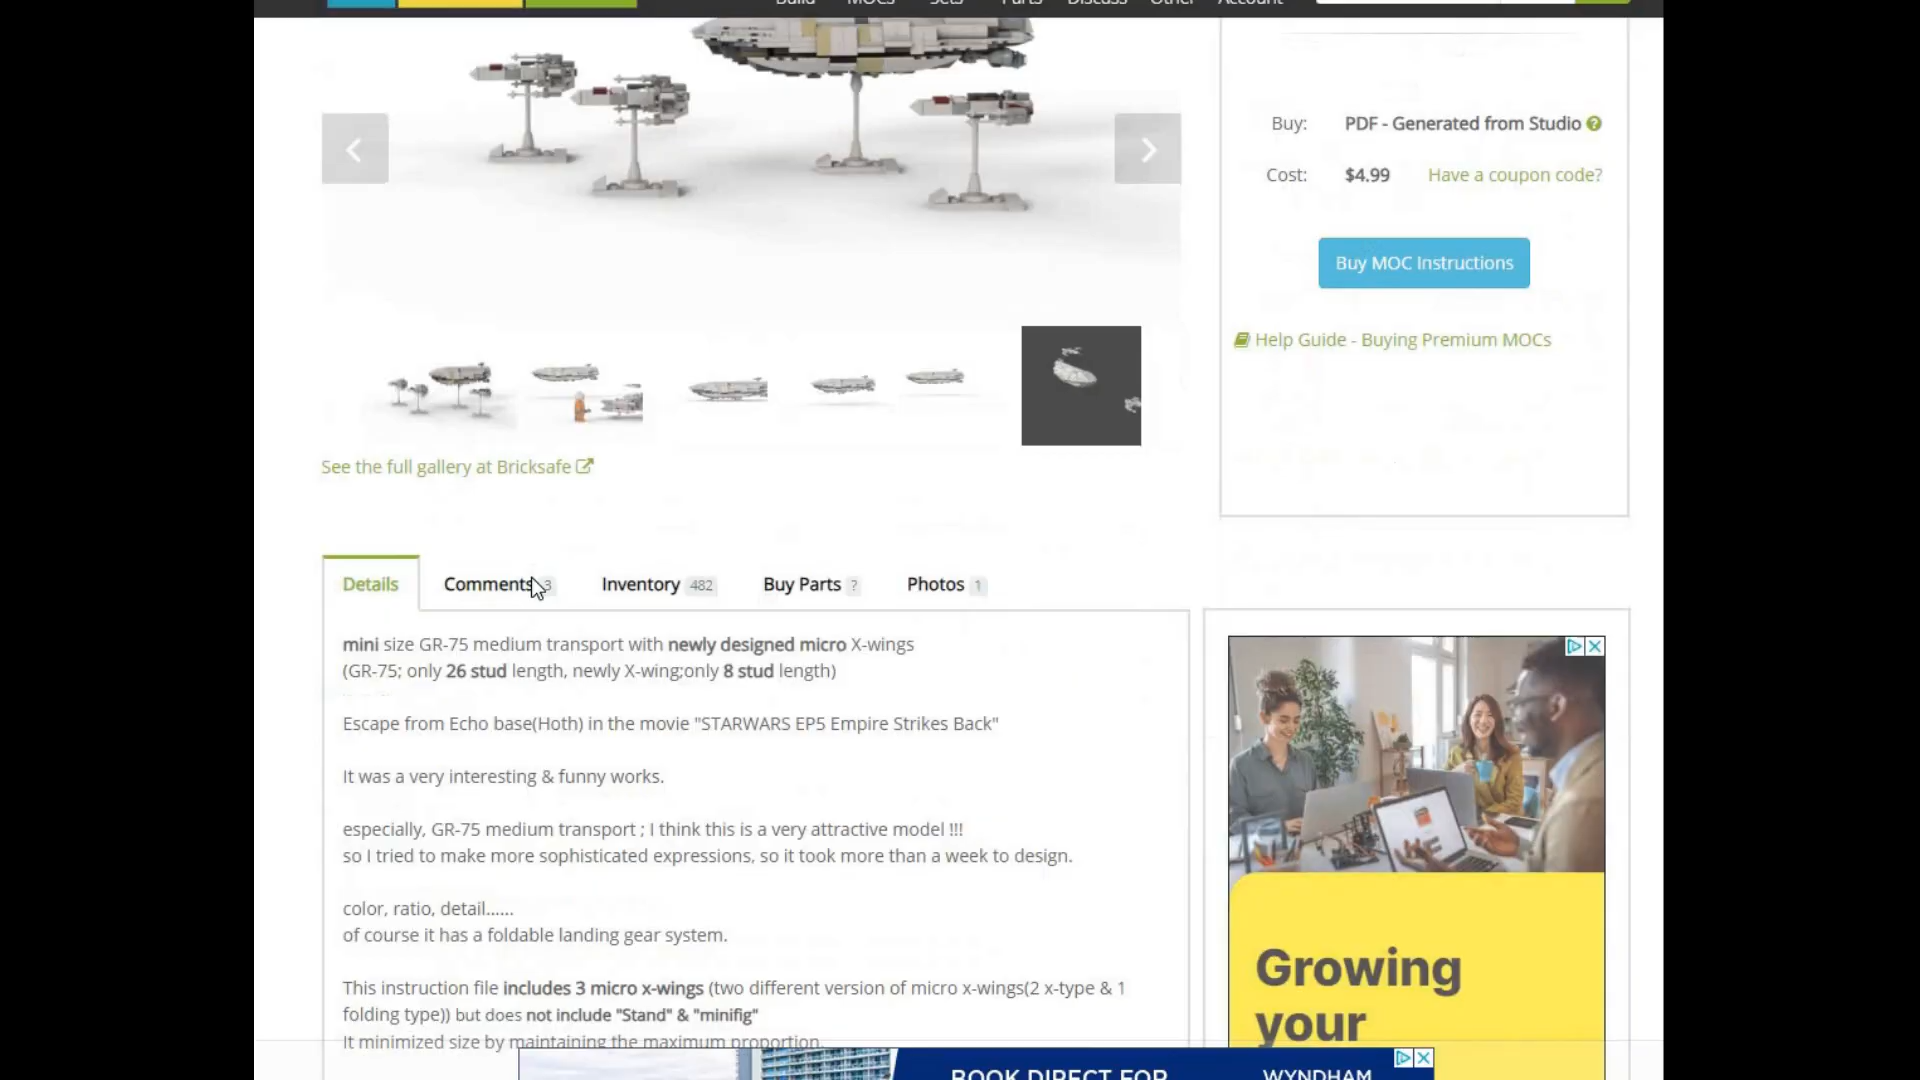 Build MOCs Sets Parts Discuss Other Account
Buy: PDF - Generated from Studio ?
Cost: $4.99 Have a coupon code?
Buy MOC Instructions
Help Guide - Buying Premium MOCs
See the full gallery at Bricksafe
Details Comments 3 Inventory 482 Buy Parts ? Photos 1
mini size GR-75 medium transport with newly designed micro X-wings
(GR-75; only 26 stud length, newly X-wing;only 8 stud length)
Escape from Echo base(Hoth) in the movie "STARWARS EP5 Empire Strikes Back"
It was a very interesting & funny works.
especially, GR-75 medium transport ; I think this is a very attractive model !!!
so I tried to make more sophisticated expressions, so it took more than a week to design.
color, ratio, detail......
of course it has a foldable landing gear system.
This instruction file includes 3 micro x-wings (two different version of micro x-wings(2 x-type & 1
folding type)) but does not include "Stand" & "minifig"
It minimized size by maintaining the maximum proportion.
Growing
your
BOOK DIRECT FOR
WYNDHAM